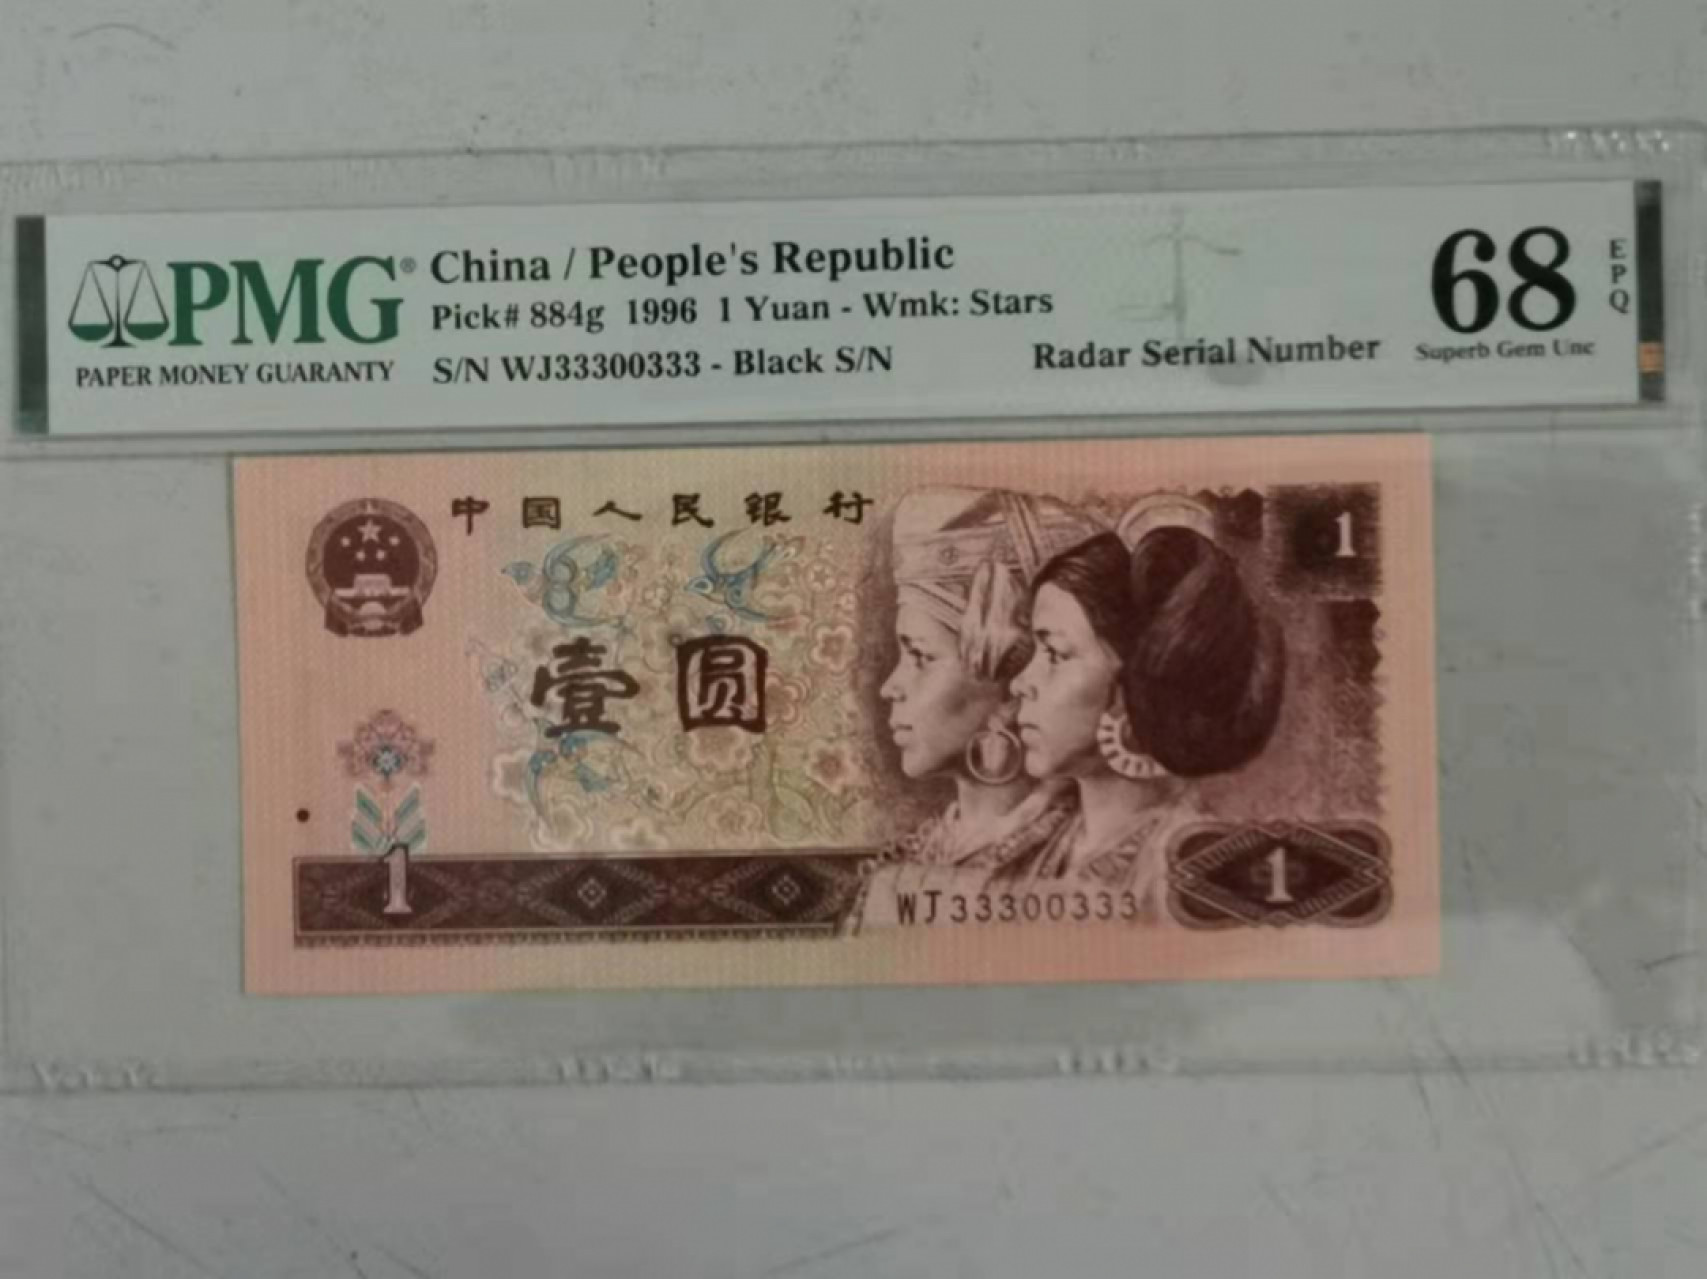 PMG®
PAPER MONEY GUARANTY
China / People's Republic
Pick# 884g 1996 1 Yuan - Wmk: Stars
S/N WJ33300333 - Black S/N
Radar Serial Number
68
EPQ
Superb Gem Unc
中国人民银行
1
壹圆
1
WJ33300333
1